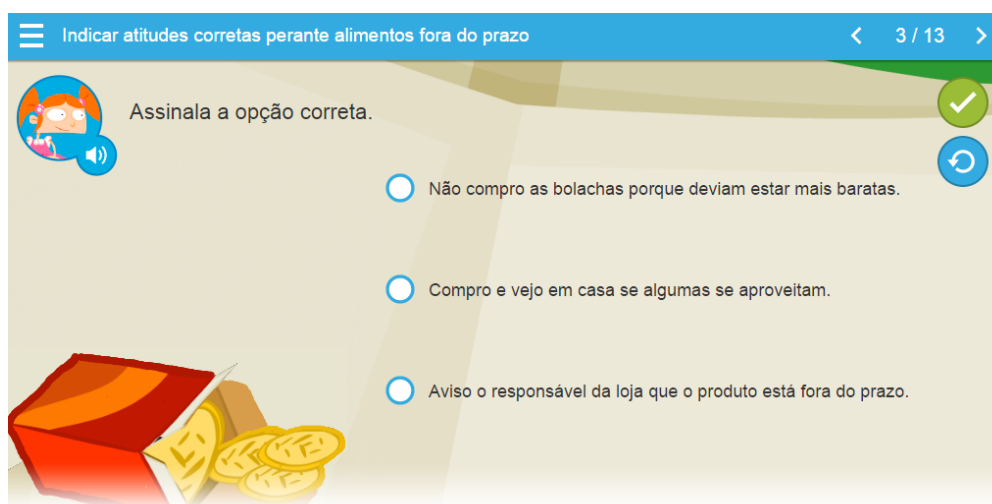 Indicar atitudes corretas perante alimentos fora do prazo
3 / 13
Assinala a opção correta.
Não compro as bolachas porque deviam estar mais baratas.
Compro e vejo em casa se algumas se aproveitam.
Aviso o responsável da loja que o produto está fora do prazo.